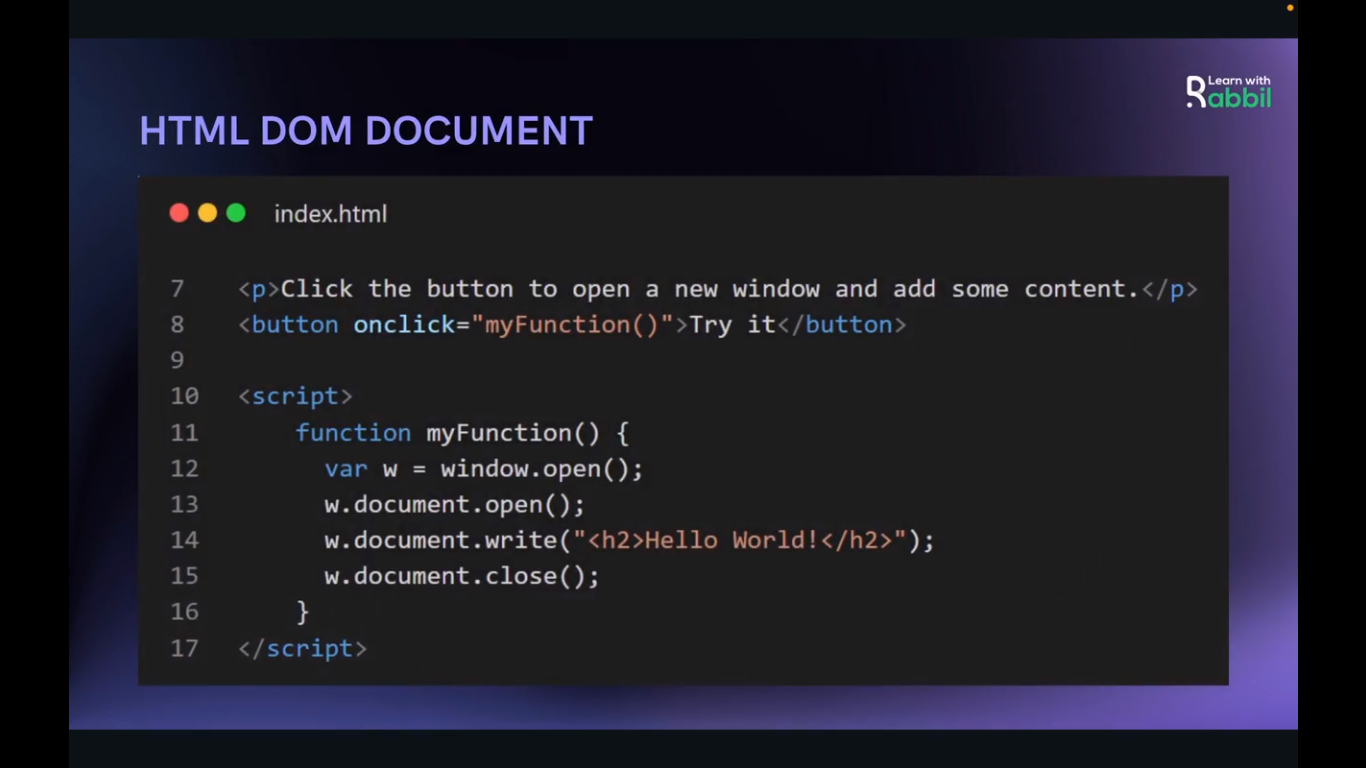 Learn with
Rabbil
HTML DOM DOCUMENT
index.html
7 <p>Click the button to open a new window and add some content.</p>
8 <button onclick="myFunction()">Try it</button>
9
10 <script>
11 function myFunction() {
12 var w = window.open();
13 w.document.open();
14 w.document.write("<h2>Hello World!</h2>");
15 w.document.close();
16 }
17 </script>